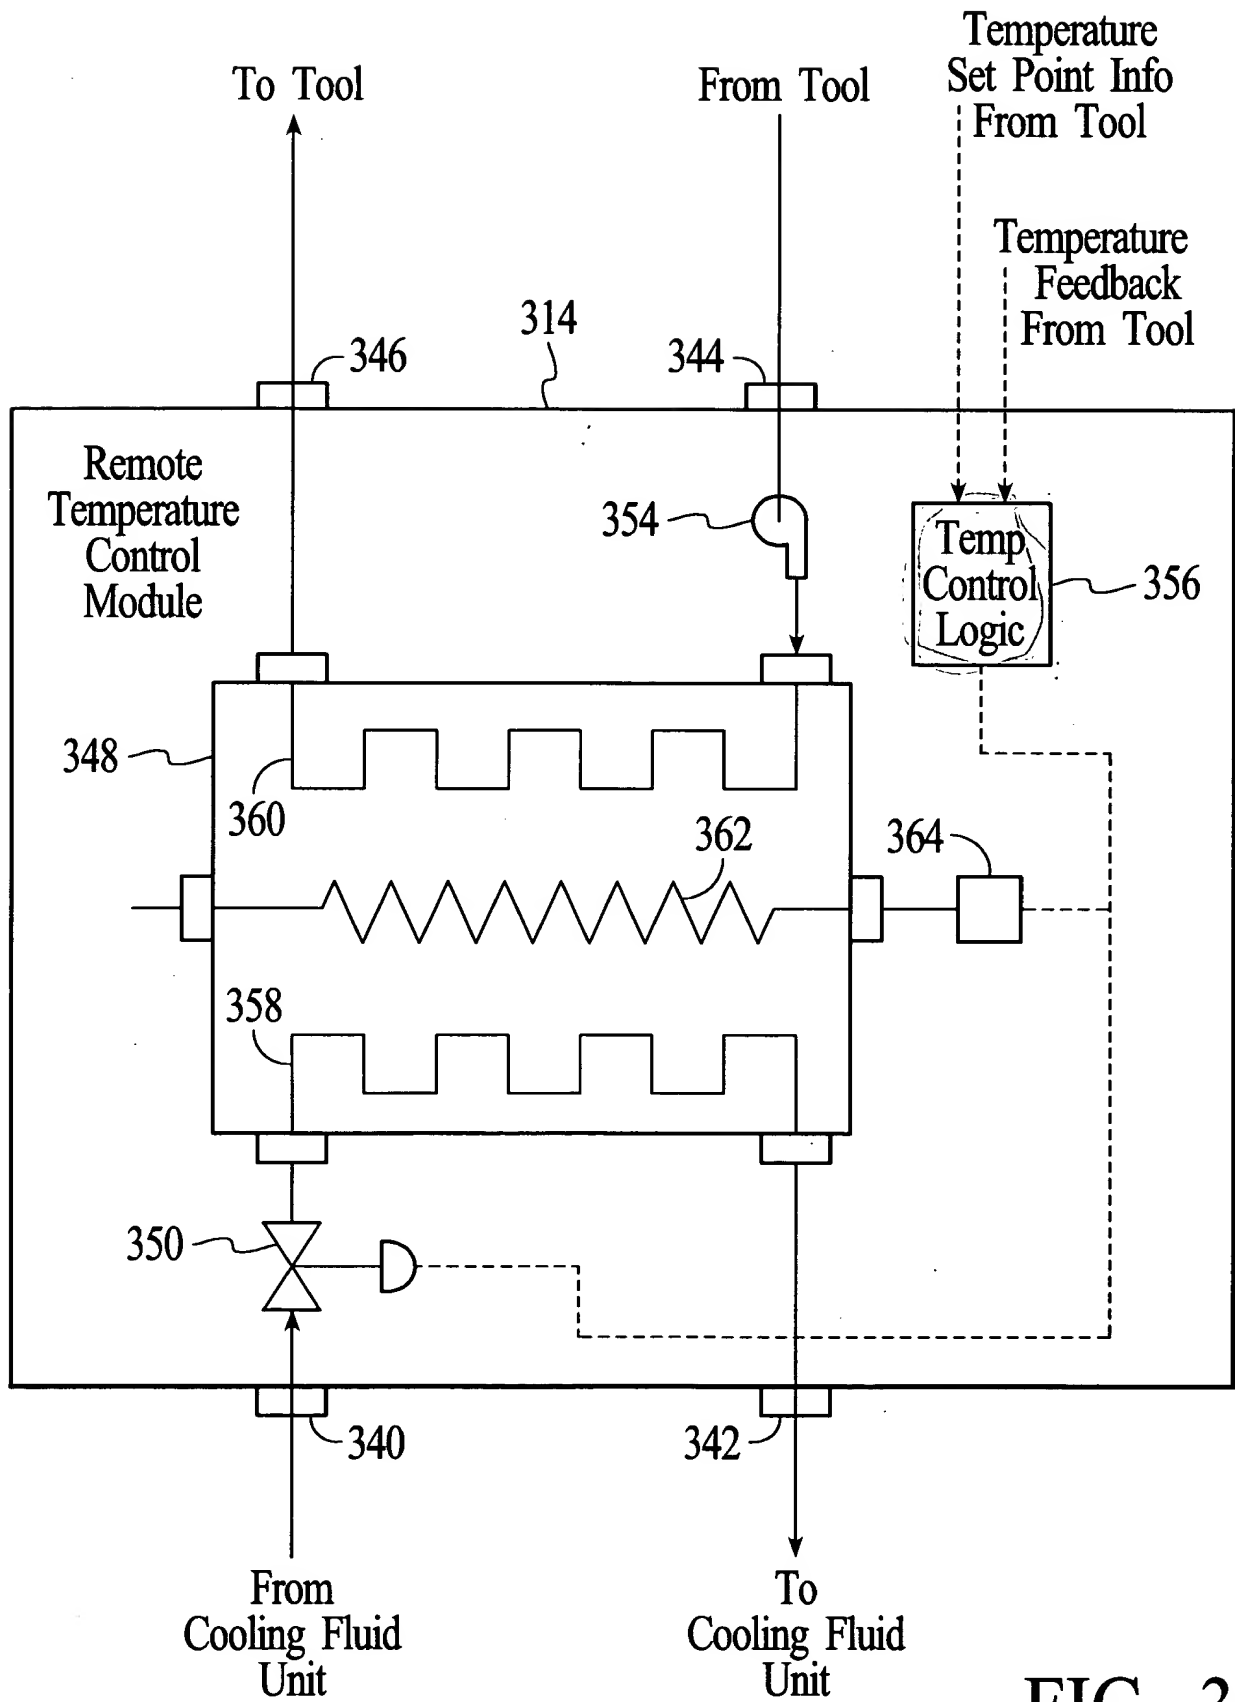 Temperature
Set Point Info
From Tool
To Tool
From Tool
Temperature
Feedback
From Tool
314
346
344
Remote
Temperature
Control
Module
354
Temp
Control
Logic
356
348
360
362
364
358
350
340
342
From
Cooling Fluid
Unit
To
Cooling Fluid
Unit
FIG. 3